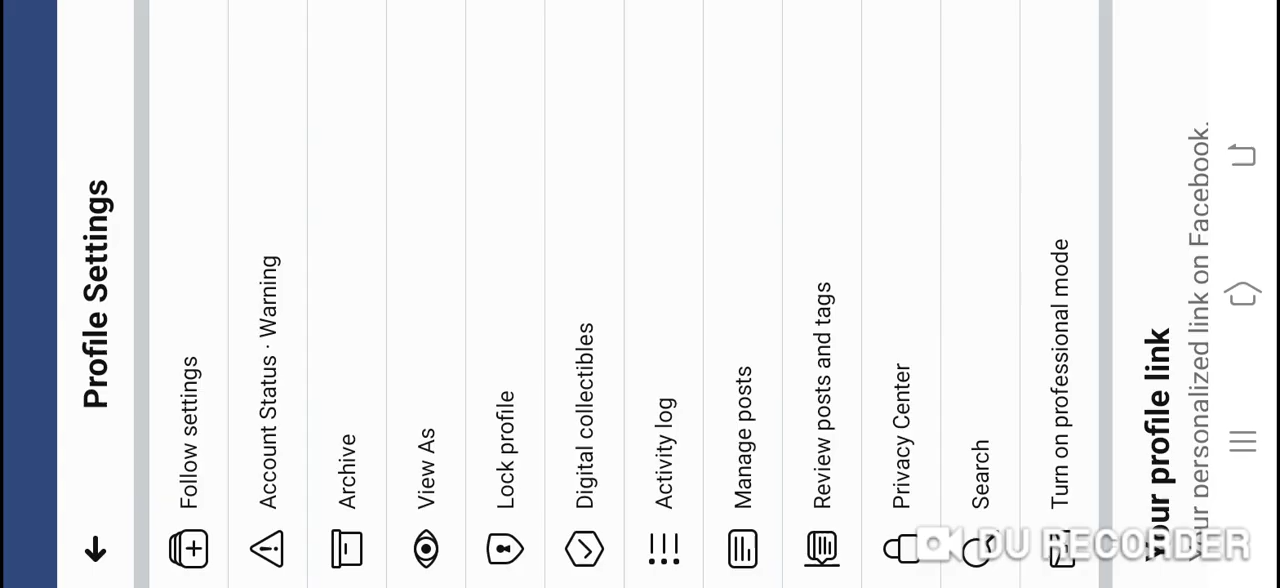 Profile Settings
Follow settings
Account Status · Warning
Archive
View As
Lock profile
Digital collectibles
Activity log
Manage posts
Review posts and tags
Privacy Center
Search
Turn on professional mode
Your profile link
Your personalized link on Facebook.
DU RECORDER